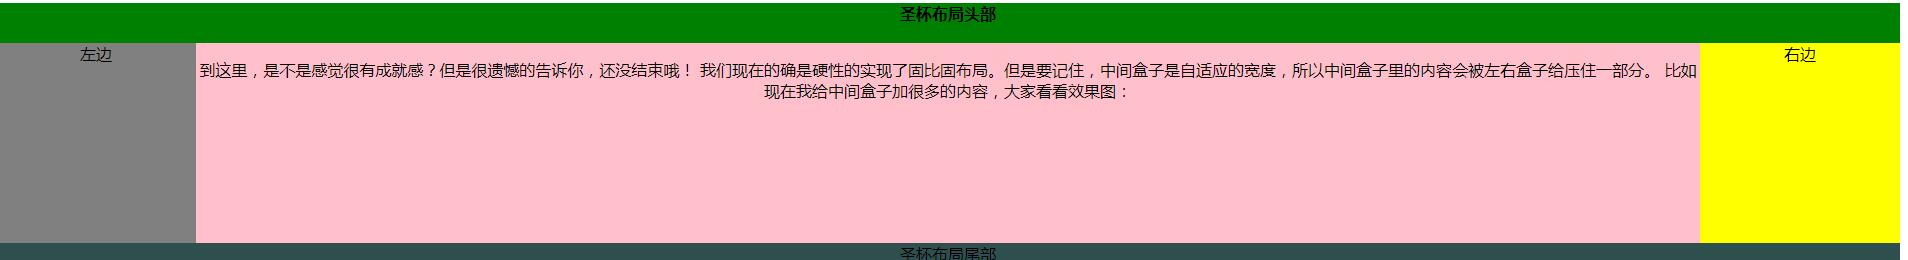 圣杯布局头部
左边
到这里，是不是感觉很有成就感？但是很遗憾的告诉你，还没结束哦！ 我们现在的确是硬性的实现了固比固布局。但是要记住，中间盒子是自适应的宽度，所以中间盒子里的内容会被左右盒子给压住一部分。 比如
现在我给中间盒子加很多的内容，大家看看效果图：
右边
圣杯布局尾部